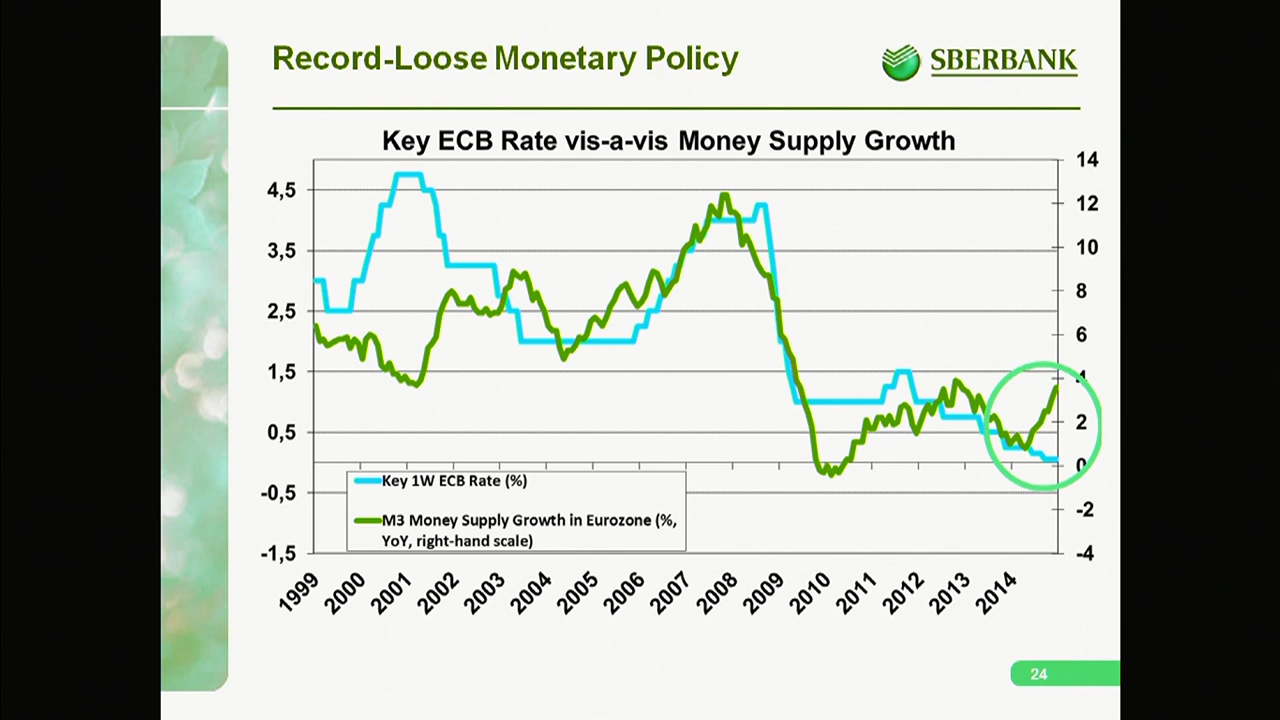 Record-Loose Monetary Policy
SBERBANK
Key ECB Rate vis-a-vis Money Supply Growth
14
4,5
12
3,5
10
8
2,5
6
1,5
4
2
0,5
0
-0,5
-2
-1,5
-4
Key 1W ECB Rate (%)
M3 Money Supply Growth in Eurozone (%,
YoY, right-hand scale)
1999 2000 2001 2002 2003 2004 2005 2006 2007 2008 2009 2010 2011 2012 2013 2014
24